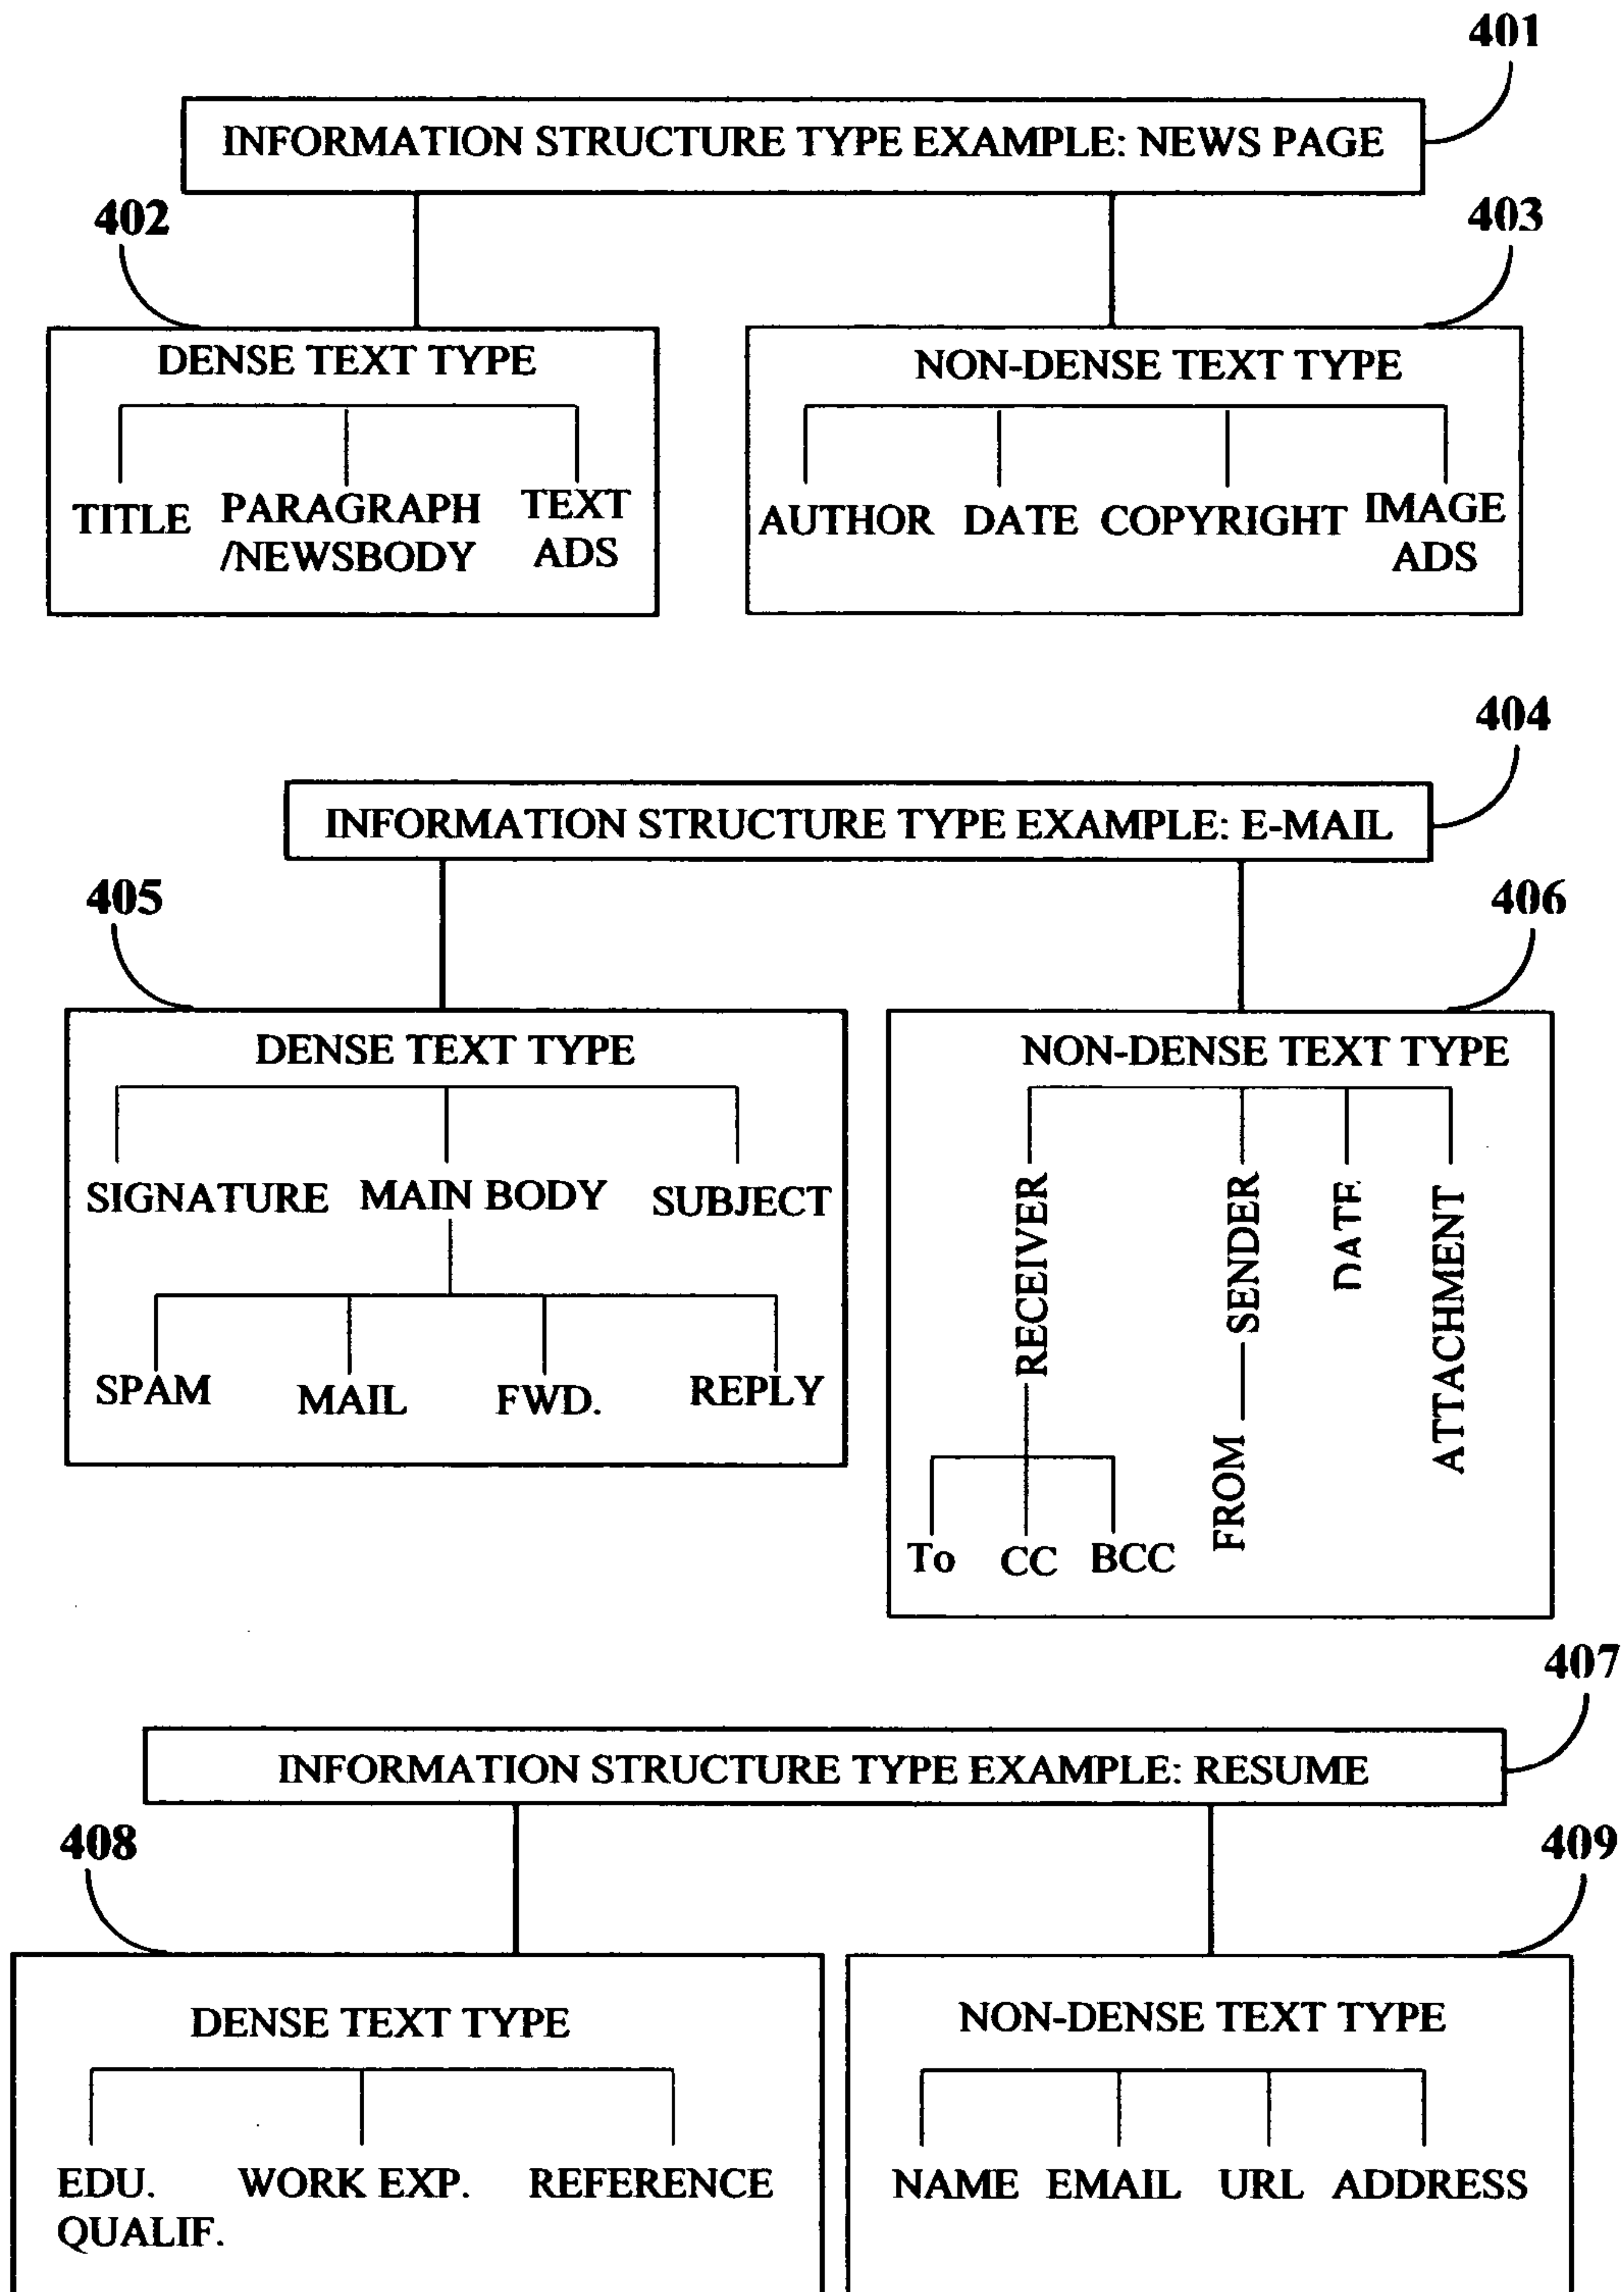 401
INFORMATION STRUCTURE TYPE EXAMPLE: NEWS PAGE
402
403
DENSE TEXT TYPE
TITLE
PARAGRAPH
/NEWSBODY
TEXT
ADS
NON-DENSE TEXT TYPE
AUTHOR
DATE
COPYRIGHT
IMAGE
ADS
404
INFORMATION STRUCTURE TYPE EXAMPLE: E-MAIL
405
406
DENSE TEXT TYPE
SIGNATURE
MAIN BODY
SUBJECT
SPAM
MAIL
FWD.
REPLY
NON-DENSE TEXT TYPE
RECEIVER
SENDER
DATE
ATTACHMENT
FROM
To
CC
BCC
407
INFORMATION STRUCTURE TYPE EXAMPLE: RESUME
408
409
DENSE TEXT TYPE
EDU.
QUALIF.
WORK EXP.
REFERENCE
NON-DENSE TEXT TYPE
NAME
EMAIL
URL
ADDRESS